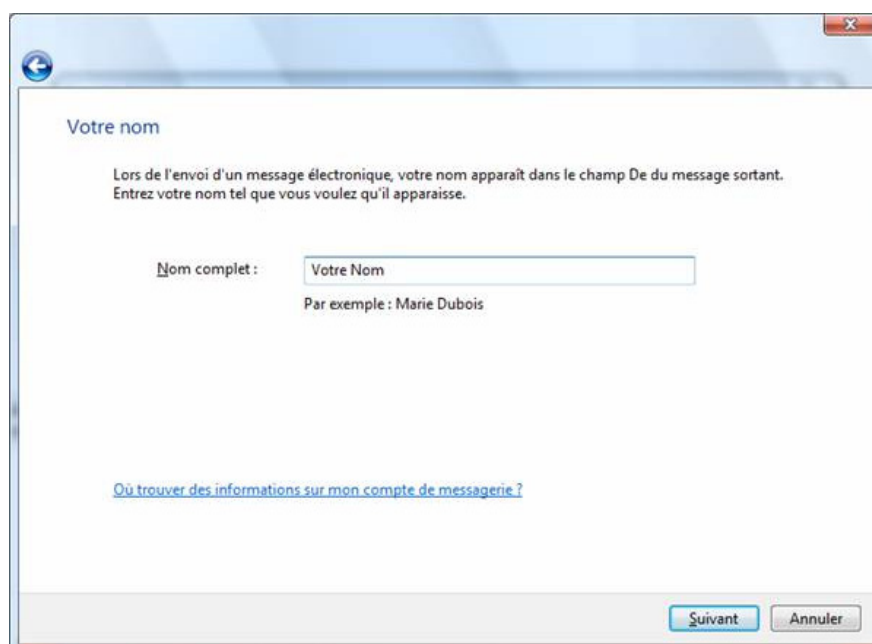 Votre nom
Lors de l'envoi d'un message électronique, votre nom apparaît dans le champ De du message sortant.
Entrez votre nom tel que vous voulez qu'il apparaisse.
Nom complet :
Votre Nom
Par exemple : Marie Dubois
Où trouver des informations sur mon compte de messagerie ?
Suivant
Annuler